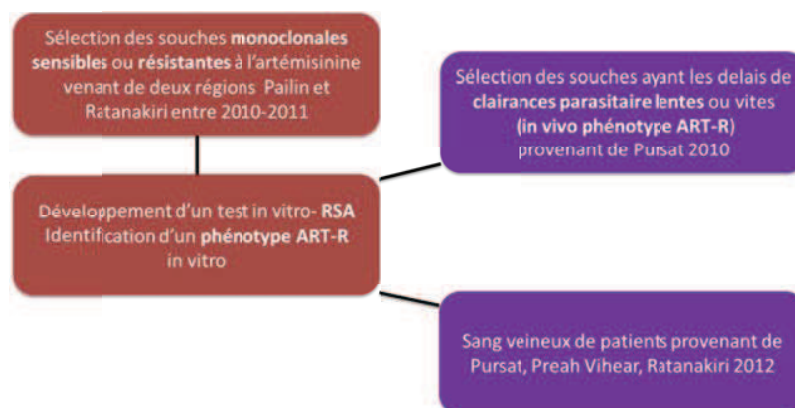 Sélection des souches monoclonales
sensibles ou résistantes à l'artémisinine
venant de deux régions Pailin et
Ratanakiri entre 2010-2011
Développement d'un test in vitro- RSA
Identification d'un phénotype ART-R
in vitro
Sélection des souches ayant les delais de
clairances parasitaire lentes ou vites
(in vivo phénotype ART-R)
provenant de Pursat 2010
Sang veineux de patients provenant de
Pursat, Preah Vihear, Ratanakiri 2012